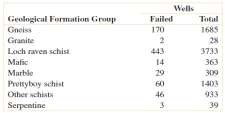 Wells
Geological Formation Group Failed Total
Gneiss 170 1685
Granite 2 28
Loch raven schist 443 3733
Mafic 14 363
Marble 29 309
Prettyboy schist 60 1403
Other schists 46 933
Serpentine 3 39